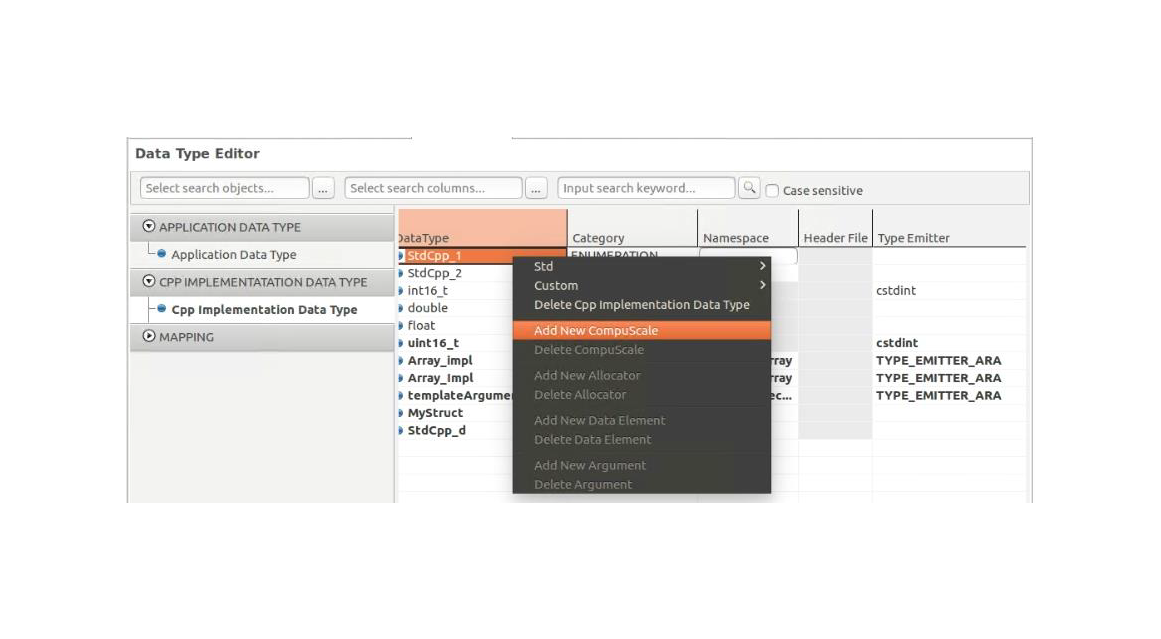 Data Type Editor
Select search objects... ... Select search columns... ... Input search keyword... Case sensitive
APPLICATION DATA TYPE
Application Data Type
CPP IMPLEMENTATATION DATA TYPE
Cpp Implementation Data Type
MAPPING
DataType Category Namespace Header File Type Emitter
StdCpp_1 ENUMERATION
StdCpp_2
int16_t cstdint
double
float
uint16_t cstdint
Array_impl rray TYPE_EMITTER_ARA
Array_Impl rray TYPE_EMITTER_ARA
templateArgumen ec... TYPE_EMITTER_ARA
MyStruct
StdCpp_d
Std
Custom
Delete Cpp Implementation Data Type
Add New CompuScale
Delete CompuScale
Add New Allocator
Delete Allocator
Add New Data Element
Delete Data Element
Add New Argument
Delete Argument